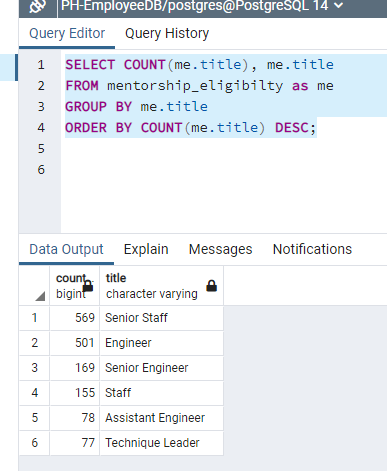 PH-EmployeeDB/postgres@PostgreSQL 14
Query Editor Query History
1 SELECT COUNT(me.title), me.title
2 FROM mentorship_eligibilty as me
3 GROUP BY me.title
4 ORDER BY COUNT(me.title) DESC;
5
6
Data Output Explain Messages Notifications
count title
bigint character varying
1 569 Senior Staff
2 501 Engineer
3 169 Senior Engineer
4 155 Staff
5 78 Assistant Engineer
6 77 Technique Leader